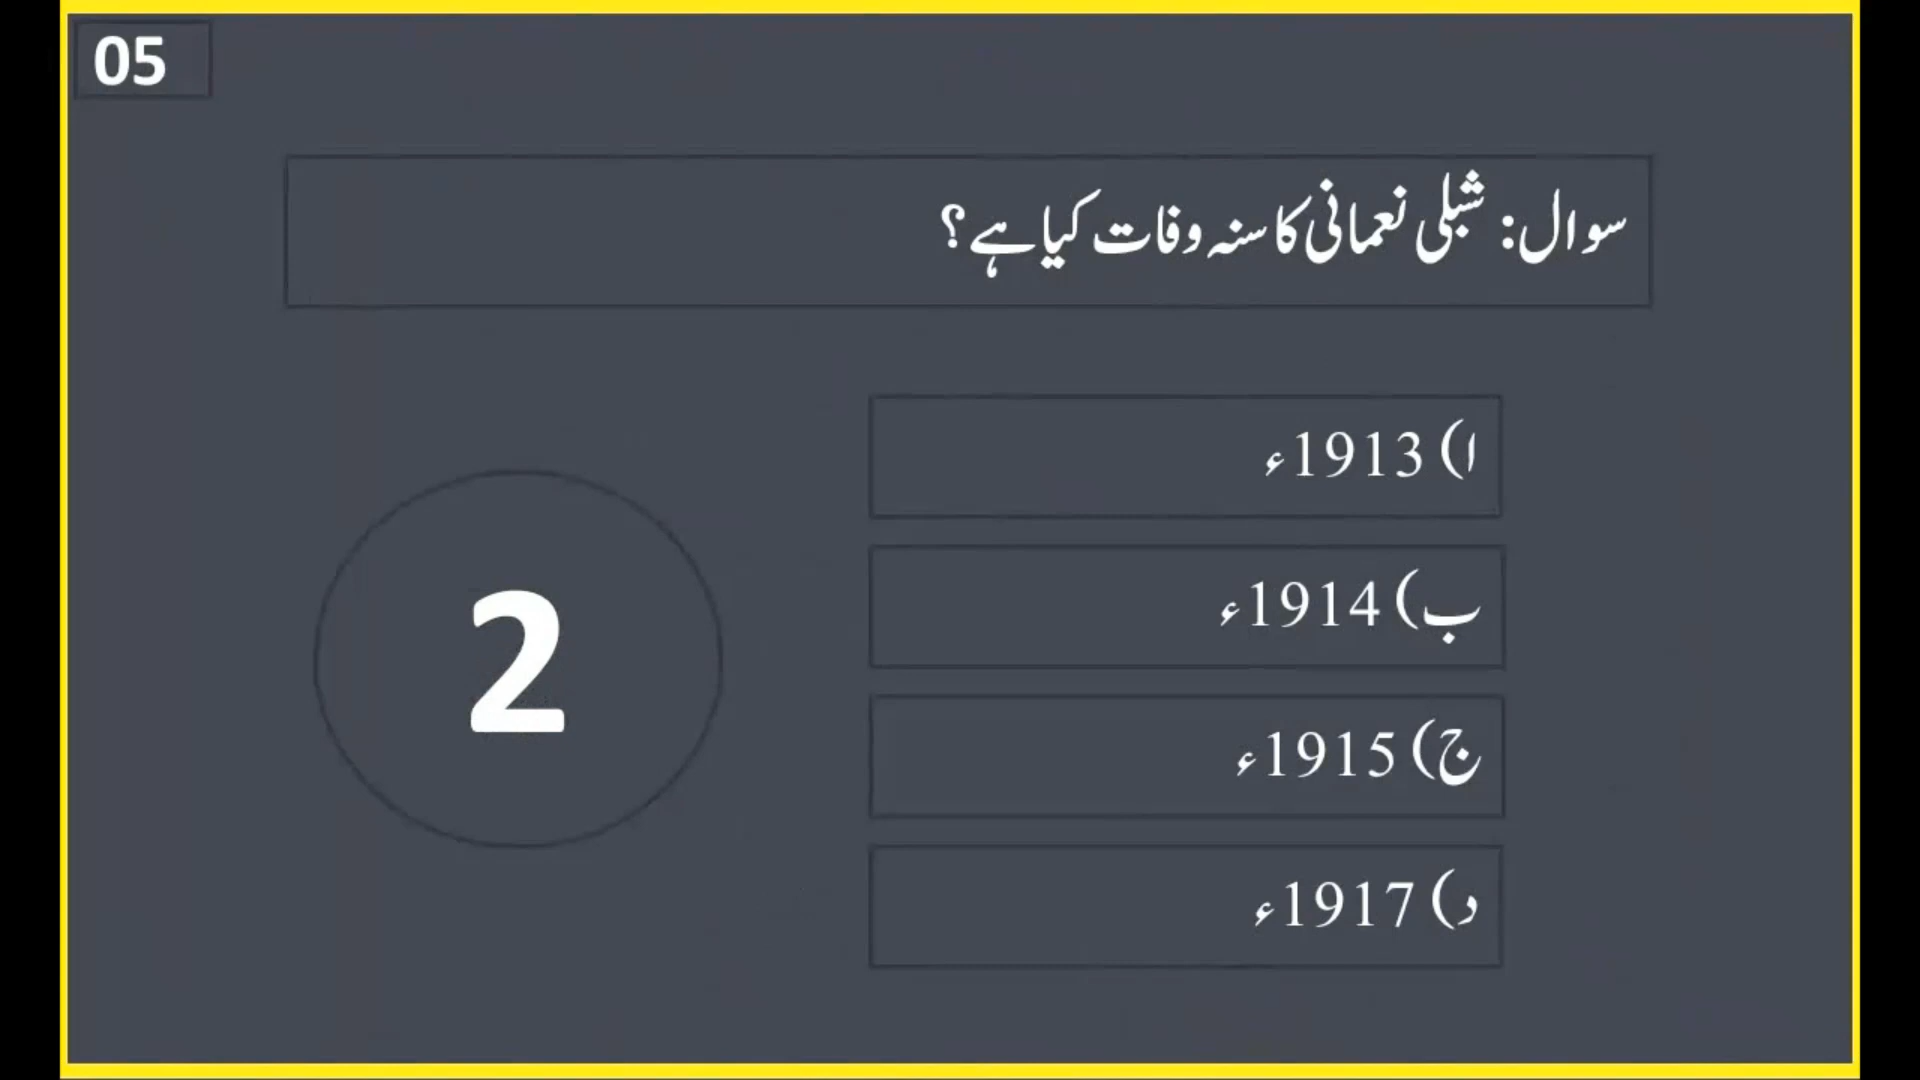 05
سوال: شبلی نعمانی کا سنہ وفات کیا ہے؟
ا) 1913ء
ب) 1914ء
ج) 1915ء
د) 1917ء
2